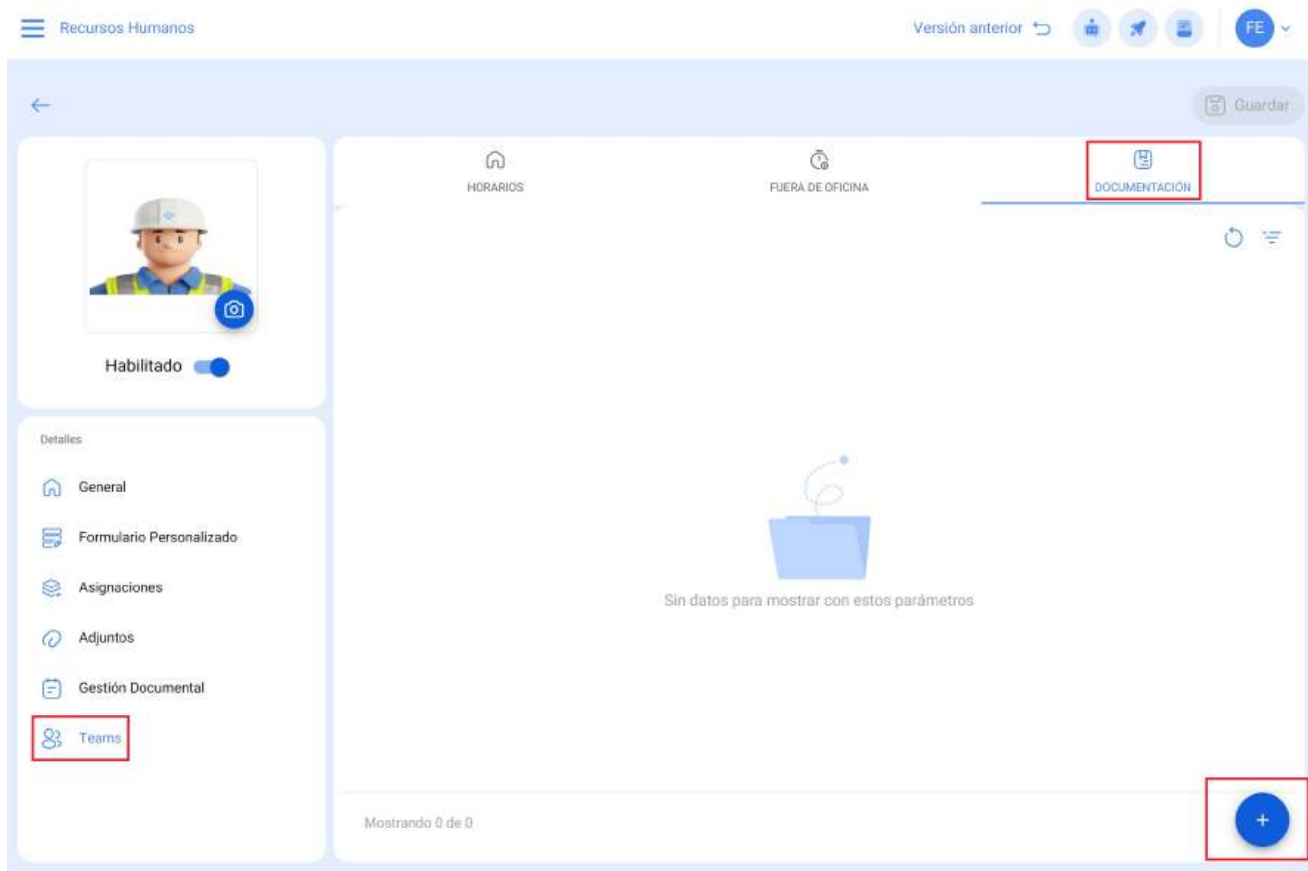 Recursos Humanos
Versión anterior
FE
Guardar
HORARIOS
FUERA DE OFICINA
DOCUMENTACIÓN
Habilitado
Detalles
General
Formulario Personalizado
Asignaciones
Adjuntos
Gestión Documental
Teams
Sin datos para mostrar con estos parámetros
Mostrando 0 de 0